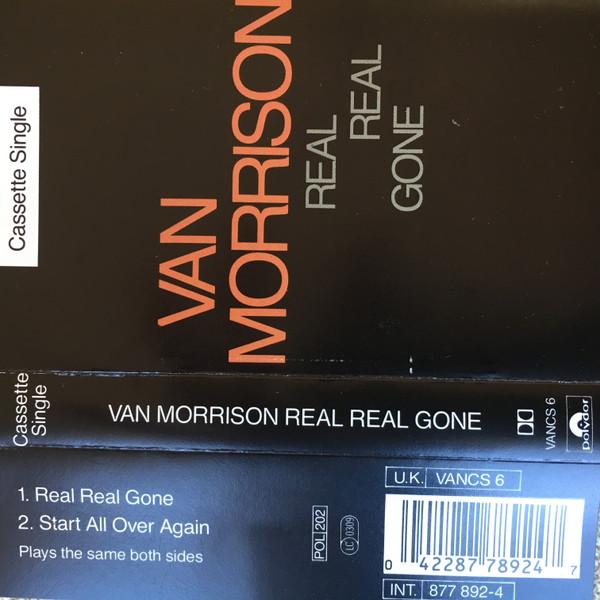 Cassette Single
VAN
MORRISON
REAL
REAL
GONE
Cassette
Single
VAN MORRISON REAL REAL GONE
VANCS 6
polydor
1. Real Real Gone
2. Start All Over Again
Plays the same both sides
POL 202
LC 0309
U.K. VANCS 6
0 42287 78924 7
INT. 877 892-4